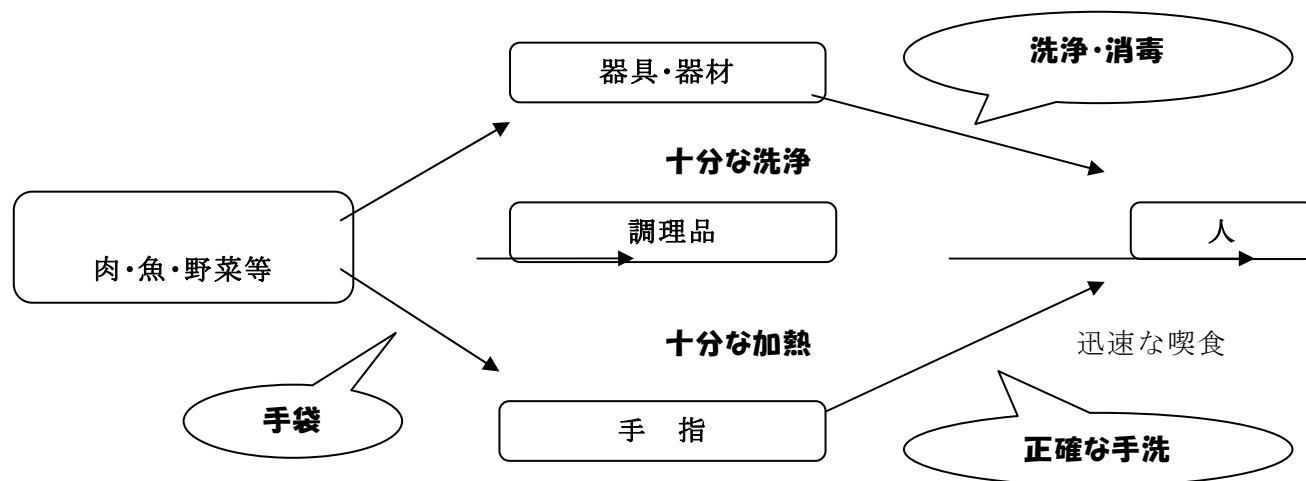 洗浄・消毒
器具・器材
十分な洗浄
調理品
人
肉・魚・野菜等
十分な加熱
迅速な喫食
手袋
手　指
正確な手洗